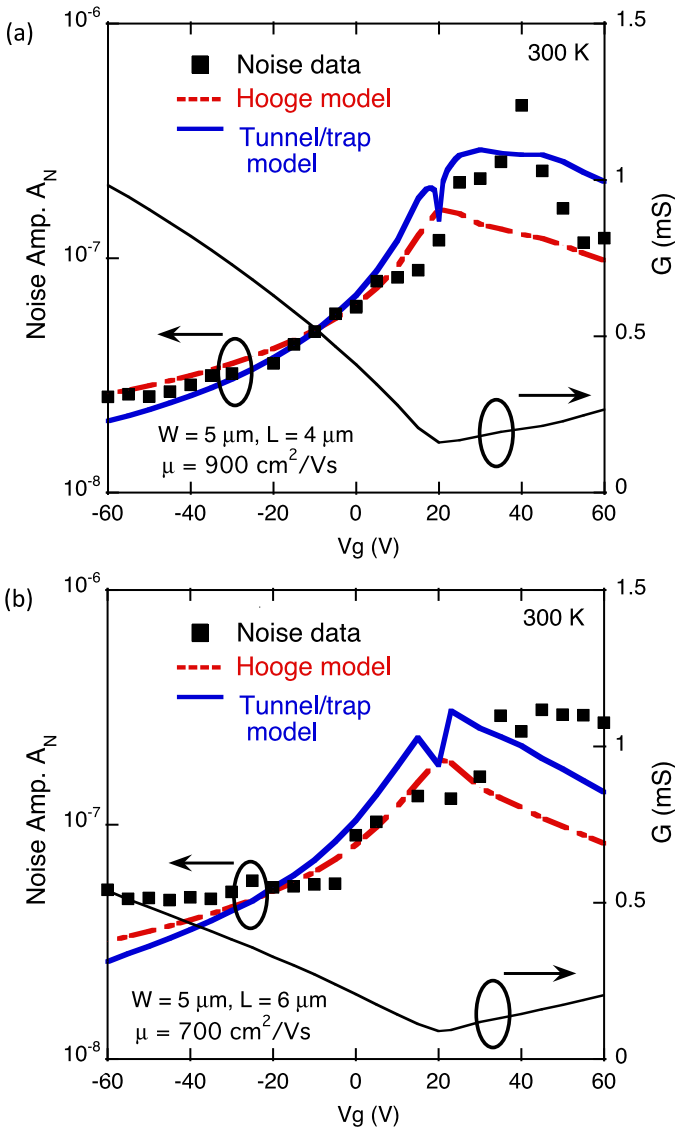 (a)
10^-6
1.5
300 K
Noise data
Hooge model
Tunnel/trap
model
1
Noise Amp. A_N
10^-7
G (mS)
0.5
W = 5 μm, L = 4 μm
μ = 900 cm^2/Vs
10^-8
0
-60 -40 -20 0 20 40 60
Vg (V)
(b)
10^-6
1.5
300 K
Noise data
Hooge model
Tunnel/trap
model
1
Noise Amp. A_N
10^-7
G (mS)
0.5
W = 5 μm, L = 6 μm
μ = 700 cm^2/Vs
10^-8
0
-60 -40 -20 0 20 40 60
Vg (V)